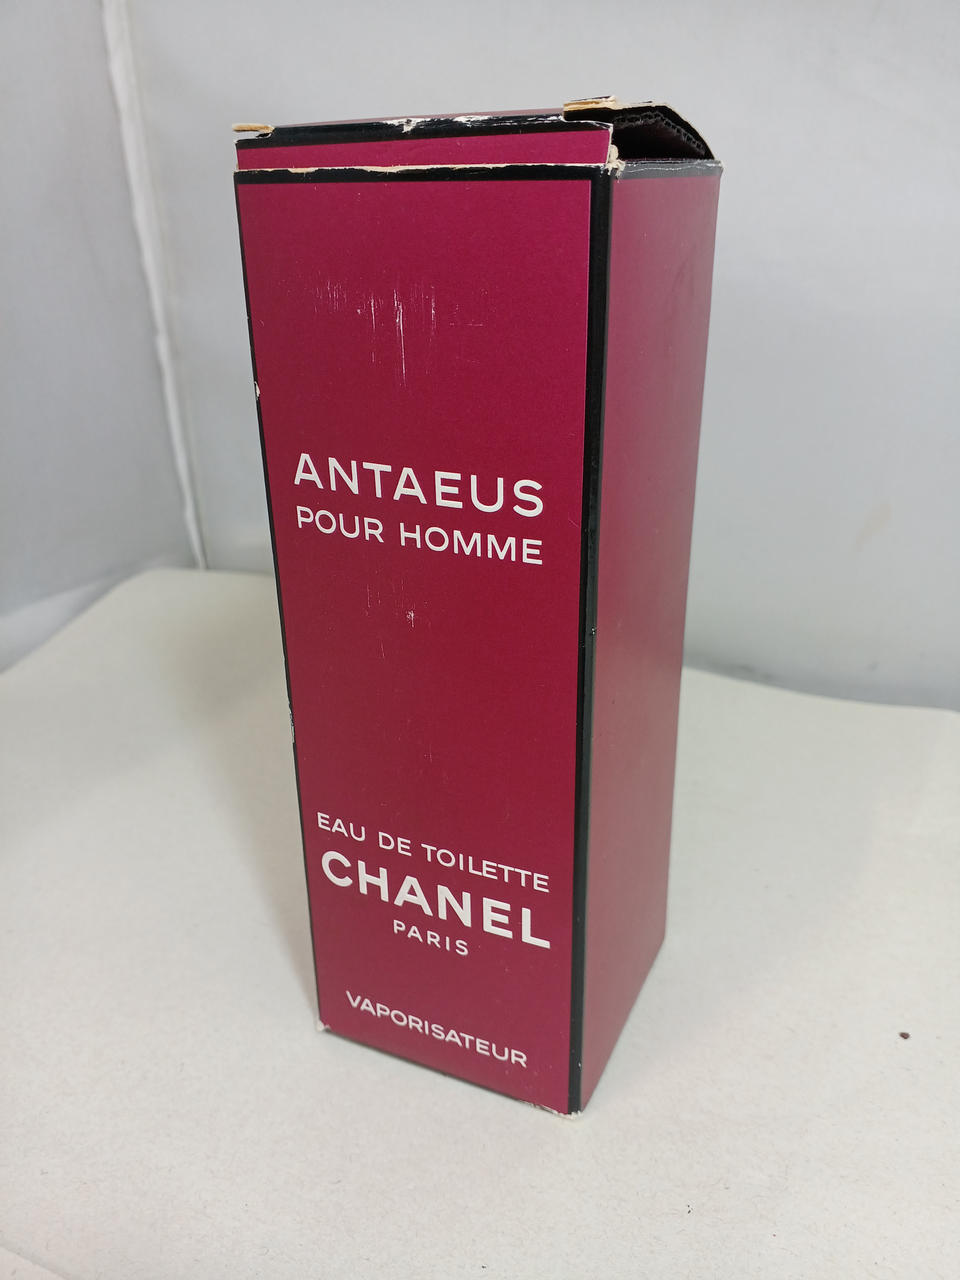 ANTAEUS
POUR HOMME
EAU DE TOILETTE
CHANEL
PARIS
VAPORISATEUR